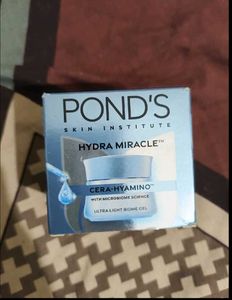 POND'S
SKIN INSTITUTE
HYDRA MIRACLE™
CERA-HYAMINO™
WITH MICROBIOME SCIENCE
ULTRA LIGHT BIOME GEL